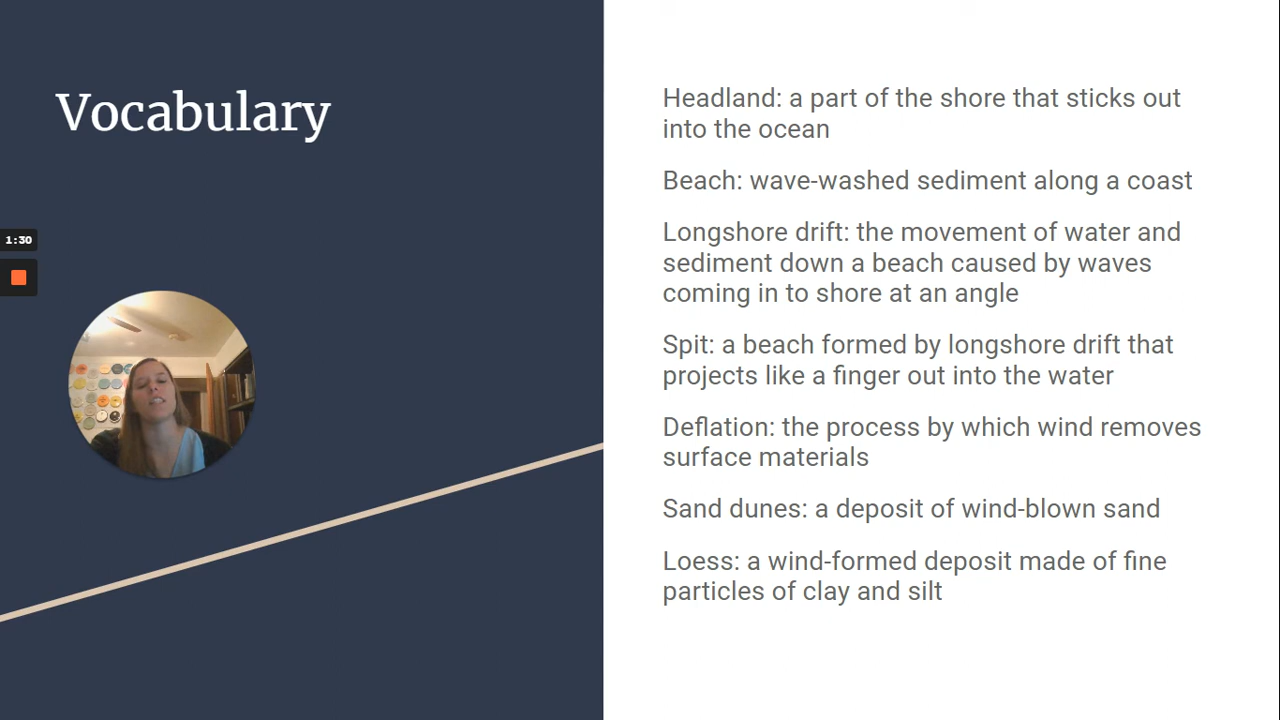 Vocabulary
1:30
Headland: a part of the shore that sticks out
into the ocean
Beach: wave-washed sediment along a coast
Longshore drift: the movement of water and
sediment down a beach caused by waves
coming in to shore at an angle
Spit: a beach formed by longshore drift that
projects like a finger out into the water
Deflation: the process by which wind removes
surface materials
Sand dunes: a deposit of wind-blown sand
Loess: a wind-formed deposit made of fine
particles of clay and silt